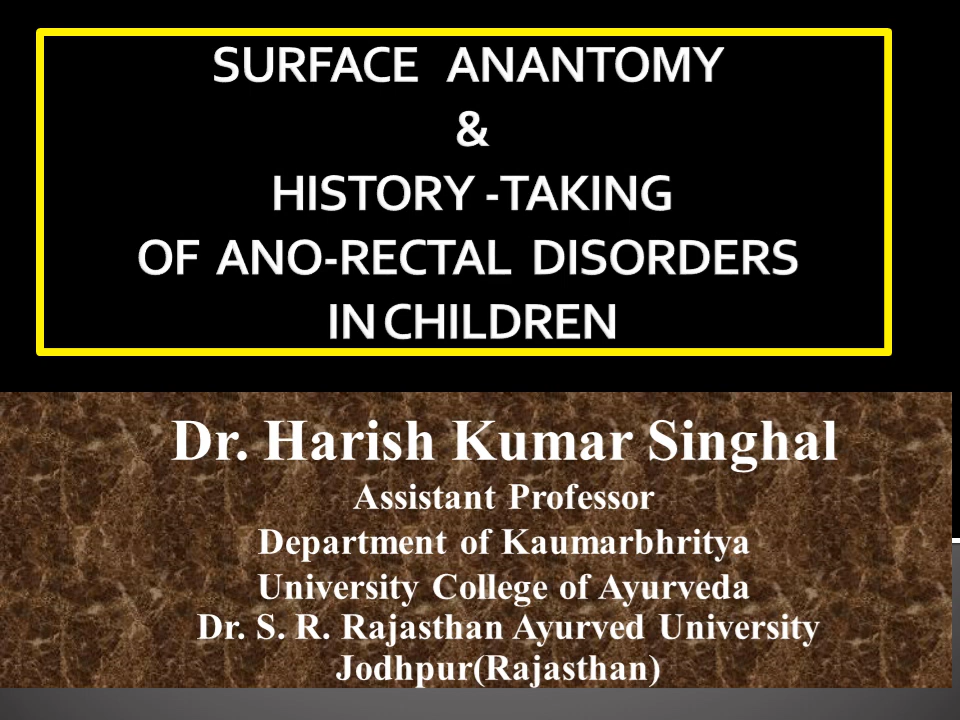 SURFACE ANANTOMY
&
HISTORY -TAKING
OF ANO-RECTAL DISORDERS
IN CHILDREN
Dr. Harish Kumar Singhal
Assistant Professor
Department of Kaumarbhritya
University College of Ayurveda
Dr. S. R. Rajasthan Ayurved University
Jodhpur(Rajasthan)